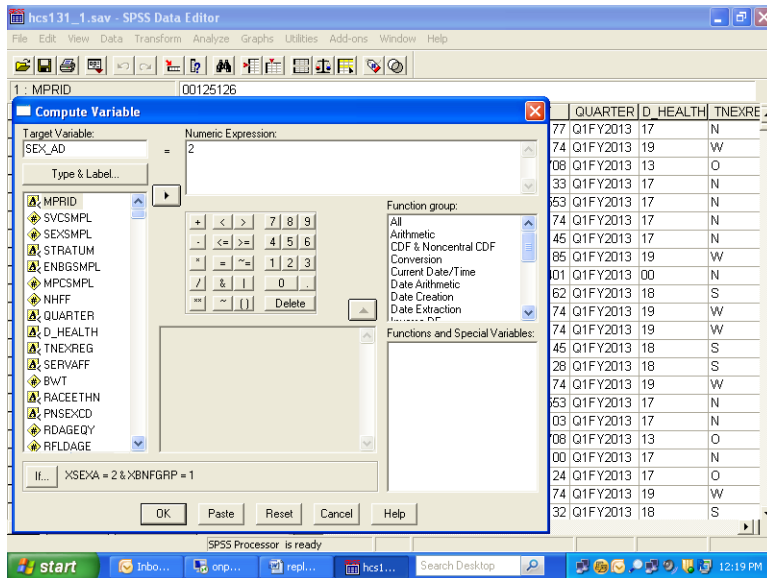 hcs131_1.sav - SPSS Data Editor
File Edit View Data Transform Analyze Graphs Utilities Add-ons Window Help
1 : MPRID 00125126
Compute Variable
Target Variable:
SEX_AD
=
Numeric Expression:
2
Type & Label...
MPRID
SVCSMPL
SEXSMPL
STRATUM
ENBGSMPL
MPCSMPL
NHFF
QUARTER
D_HEALTH
TNEXREG
SERVAFF
BWT
RACEETHN
PNSEXCD
RDAGEQY
RFLDAGE
+ < > 7 8 9
- <= >= 4 5 6
* = ~= 1 2 3
/ & | 0 .
** ~ () Delete
Function group:
All
Arithmetic
CDF & Noncentral CDF
Conversion
Current Date/Time
Date Arithmetic
Date Creation
Date Extraction
Functions and Special Variables:
If... XSEXA = 2 & XBNFGRP = 1
OK Paste Reset Cancel Help
QUARTER D_HEALTH TNEXRE
77 Q1FY2013 17 N
74 Q1FY2013 19 W
08 Q1FY2013 13 O
33 Q1FY2013 17 N
553 Q1FY2013 17 N
74 Q1FY2013 17 N
45 Q1FY2013 17 N
85 Q1FY2013 19 W
01 Q1FY2013 00 N
62 Q1FY2013 18 S
74 Q1FY2013 19 W
74 Q1FY2013 19 W
45 Q1FY2013 18 S
28 Q1FY2013 18 S
74 Q1FY2013 19 W
553 Q1FY2013 17 N
03 Q1FY2013 17 N
08 Q1FY2013 13 O
00 Q1FY2013 17 N
24 Q1FY2013 17 O
74 Q1FY2013 19 W
32 Q1FY2013 18 S
SPSS Processor is ready
start Inbo... onp... repl... hcs1... Search Desktop 12:19 PM